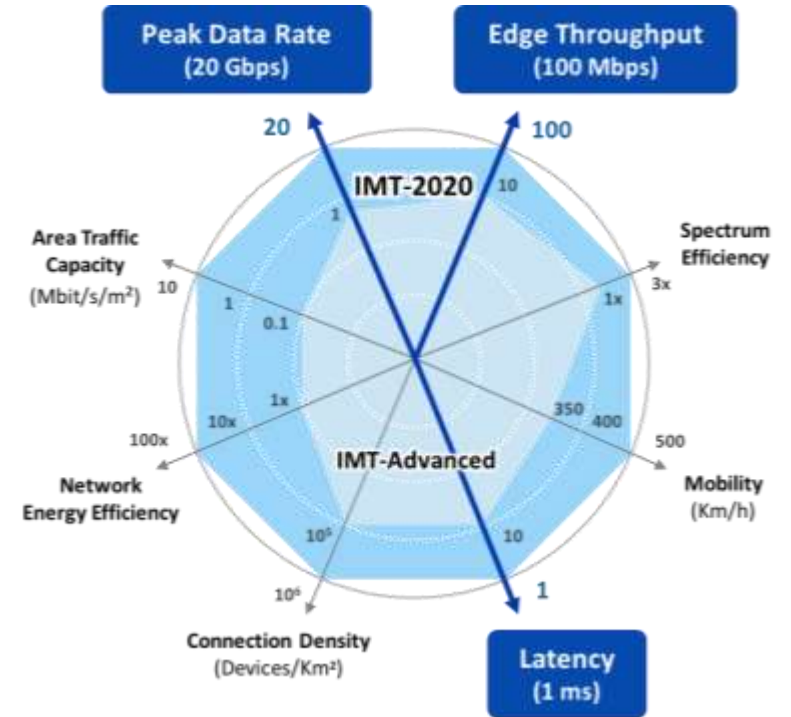 Peak Data Rate
(20 Gbps)
Edge Throughput
(100 Mbps)
20
100
IMT-2020
10
1
Area Traffic
Capacity
(Mbit/s/m²)
10
1
0.1
Spectrum
Efficiency
3x
1x
1x
10x
100x
Network
Energy Efficiency
350
400
500
Mobility
(Km/h)
IMT-Advanced
10⁵
10⁶
Connection Density
(Devices/Km²)
10
1
Latency
(1 ms)